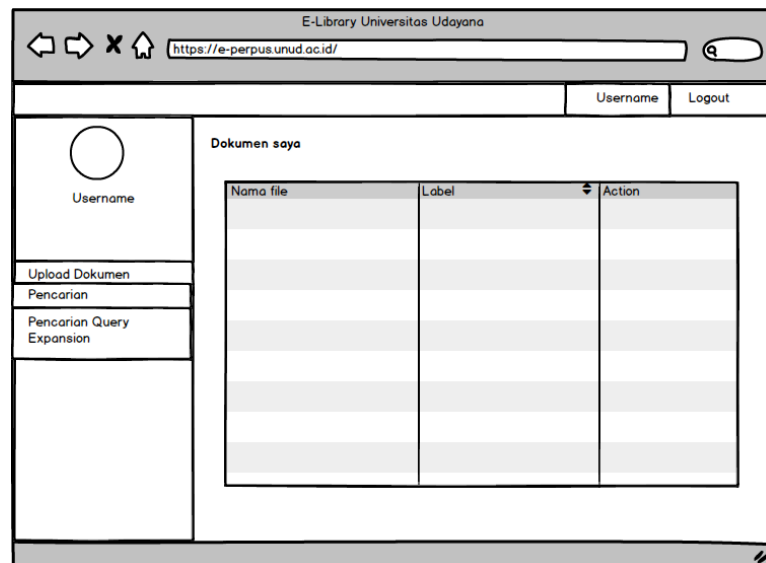 E-Library Universitas Udayana
https://e-perpus.unud.ac.id/
Username
Logout
Username
Upload Dokumen
Pencarian
Pencarian Query
Expansion
Dokumen saya
Nama file
Label
Action